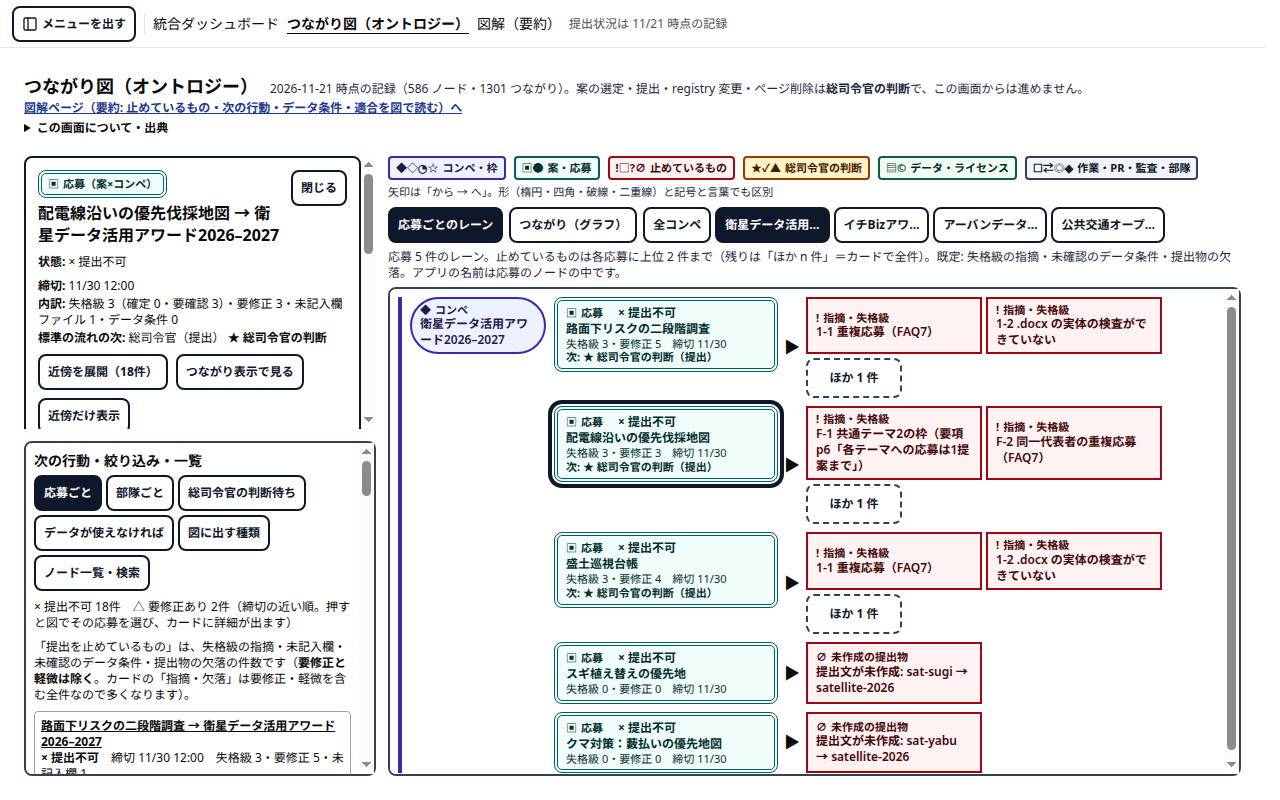 メニューを出す
統合ダッシュボード つながり図（オントロジー） 図解（要約） 提出状況は 11/21 時点の記録
つながり図（オントロジー） 2026-11-21 時点の記録（586 ノード・1301 つながり）。案の選定・提出・registry 変更・ページ削除は総司令官の判断で、この画面からは進めません。
図解ページ（要約: 止めているもの・次の行動・データ条件・適合を図で読む）へ
▶ この画面について・出典
▣ 応募（案×コンペ）
閉じる
配電線沿いの優先伐採地図 → 衛
星データ活用アワード2026–2027
状態: × 提出不可
締切: 11/30 12:00
内訳: 失格級 3（確定 0・要確認 3）・要修正 3・未記入欄
ファイル 1・データ条件 0
標準の流れの次: 総司令官（提出） ★ 総司令官の判断
近傍を展開（18件）
つながり表示で見る
近傍だけ表示
次の行動・絞り込み・一覧
応募ごと
部隊ごと
総司令官の判断待ち
データが使えなければ
図に出す種類
ノード一覧・検索
× 提出不可 18件 △ 要修正あり 2件（締切の近い順。押す
と図でその応募を選び、カードに詳細が出ます）
「提出を止めているもの」は、失格級の指摘・未記入欄・
未確認のデータ条件・提出物の欠落の件数です（要修正と
軽微は除く。カードの「指摘・欠落」は要修正・軽微を含
む全件なので多くなります）。
路面下リスクの二段階調査 → 衛星データ活用アワード
2026–2027
× 提出不可 締切 11/30 12:00 失格級 3・要修正 5・未
記入欄 1
◆◇◔☆ コンペ・枠
▣● 案・応募
!□?⊘ 止めているもの
★✓▲ 総司令官の判断
▤© データ・ライセンス
☐⇄◎◆ 作業・PR・監査・部隊
矢印は「から → へ」。形（楕円・四角・破線・二重線）と記号と言葉でも区別
応募ごとのレーン
つながり（グラフ）
全コンペ
衛星データ活用…
イチBizアワ…
アーバンデータ…
公共交通オープ…
応募 5 件のレーン。止めているものは各応募に上位 2 件まで（残りは「ほか n 件」＝カードで全件）。既定: 失格級の指摘・未確認のデータ条件・提出物の欠
落。アプリの名前は応募のノードの中です。
◆ コンペ
衛星データ活用アワ
ード2026–2027
▣ 応募 × 提出不可
路面下リスクの二段階調査
失格級 3・要修正 5 締切 11/30
次: ★ 総司令官の判断（提出）
▶
! 指摘・失格級
1-1 重複応募（FAQ7）
! 指摘・失格級
1-2 .docx の実体の検査がで
きていない
ほか 1 件
▣ 応募 × 提出不可
配電線沿いの優先伐採地図
失格級 3・要修正 3 締切 11/30
次: ★ 総司令官の判断（提出）
▶
! 指摘・失格級
F-1 共通テーマ2の枠（要項
p6「各テーマへの応募は1提
案まで」）
! 指摘・失格級
F-2 同一代表者の重複応募
（FAQ7）
ほか 1 件
▣ 応募 × 提出不可
盛土巡視台帳
失格級 3・要修正 4 締切 11/30
次: ★ 総司令官の判断（提出）
▶
! 指摘・失格級
1-1 重複応募（FAQ7）
! 指摘・失格級
1-2 .docx の実体の検査がで
きていない
ほか 1 件
▣ 応募 × 提出不可
スギ植え替えの優先地
失格級 0・要修正 0 締切 11/30
▶
⊘ 未作成の提出物
提出文が未作成: sat-sugi →
satellite-2026
▣ 応募 × 提出不可
クマ対策：藪払いの優先地図
失格級 0・要修正 0 締切 11/30
▶
⊘ 未作成の提出物
提出文が未作成: sat-yabu
→ satellite-2026